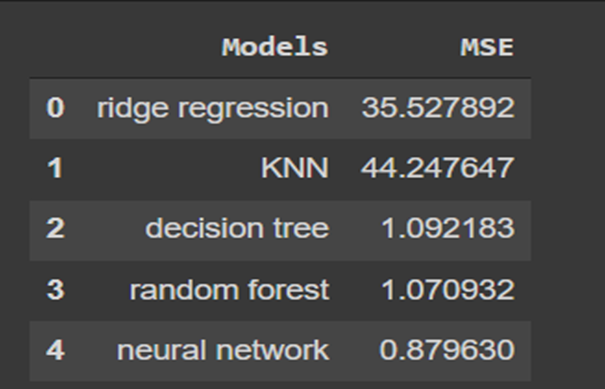 Models MSE
0 ridge regression 35.527892
1 KNN 44.247647
2 decision tree 1.092183
3 random forest 1.070932
4 neural network 0.879630